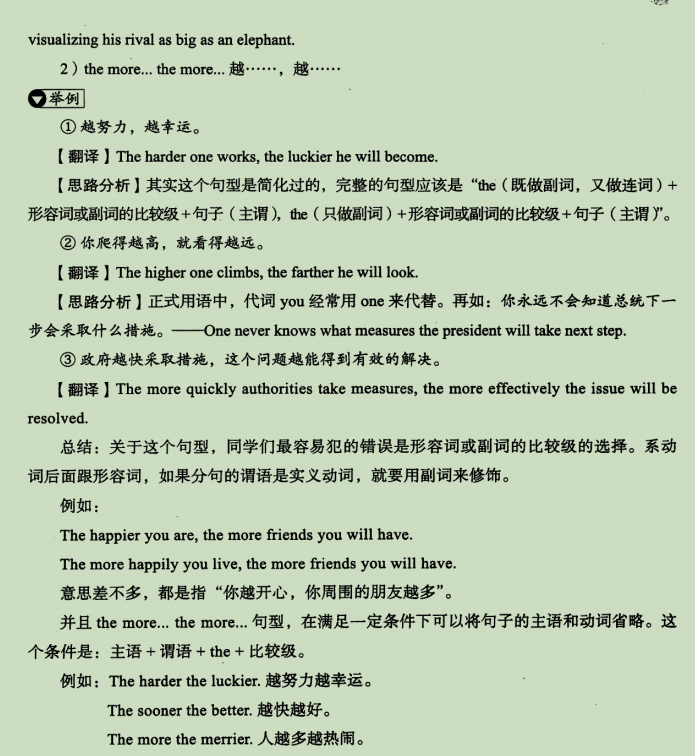 visualizing his rival as big as an elephant.
2）the more... the more... 越……，越……
举例
① 越努力，越幸运。
【翻译】The harder one works, the luckier he will become.
【思路分析】其实这个句型是简化过的，完整的句型应该是“the（既做副词，又做连词）+
形容词或副词的比较级+句子（主谓），the（只做副词）+形容词或副词的比较级+句子（主谓）”。
② 你爬得越高，就看得越远。
【翻译】The higher one climbs, the farther he will look.
【思路分析】正式用语中，代词 you 经常用 one 来代替。再如：你永远不会知道总统下一
步会采取什么措施。——One never knows what measures the president will take next step.
③ 政府越快采取措施，这个问题越能得到有效的解决。
【翻译】The more quickly authorities take measures, the more effectively the issue will be
resolved.
总结：关于这个句型，同学们最容易犯的错误是形容词或副词的比较级的选择。系动
词后面跟形容词，如果分句的谓语是实义动词，就要用副词来修饰。
例如：
The happier you are, the more friends you will have.
The more happily you live, the more friends you will have.
意思差不多，都是指“你越开心，你周围的朋友越多”。
并且 the more... the more... 句型，在满足一定条件下可以将句子的主语和动词省略。这
个条件是：主语 + 谓语 + the + 比较级。
例如：The harder the luckier. 越努力越幸运。
The sooner the better. 越快越好。
The more the merrier. 人越多越热闹。